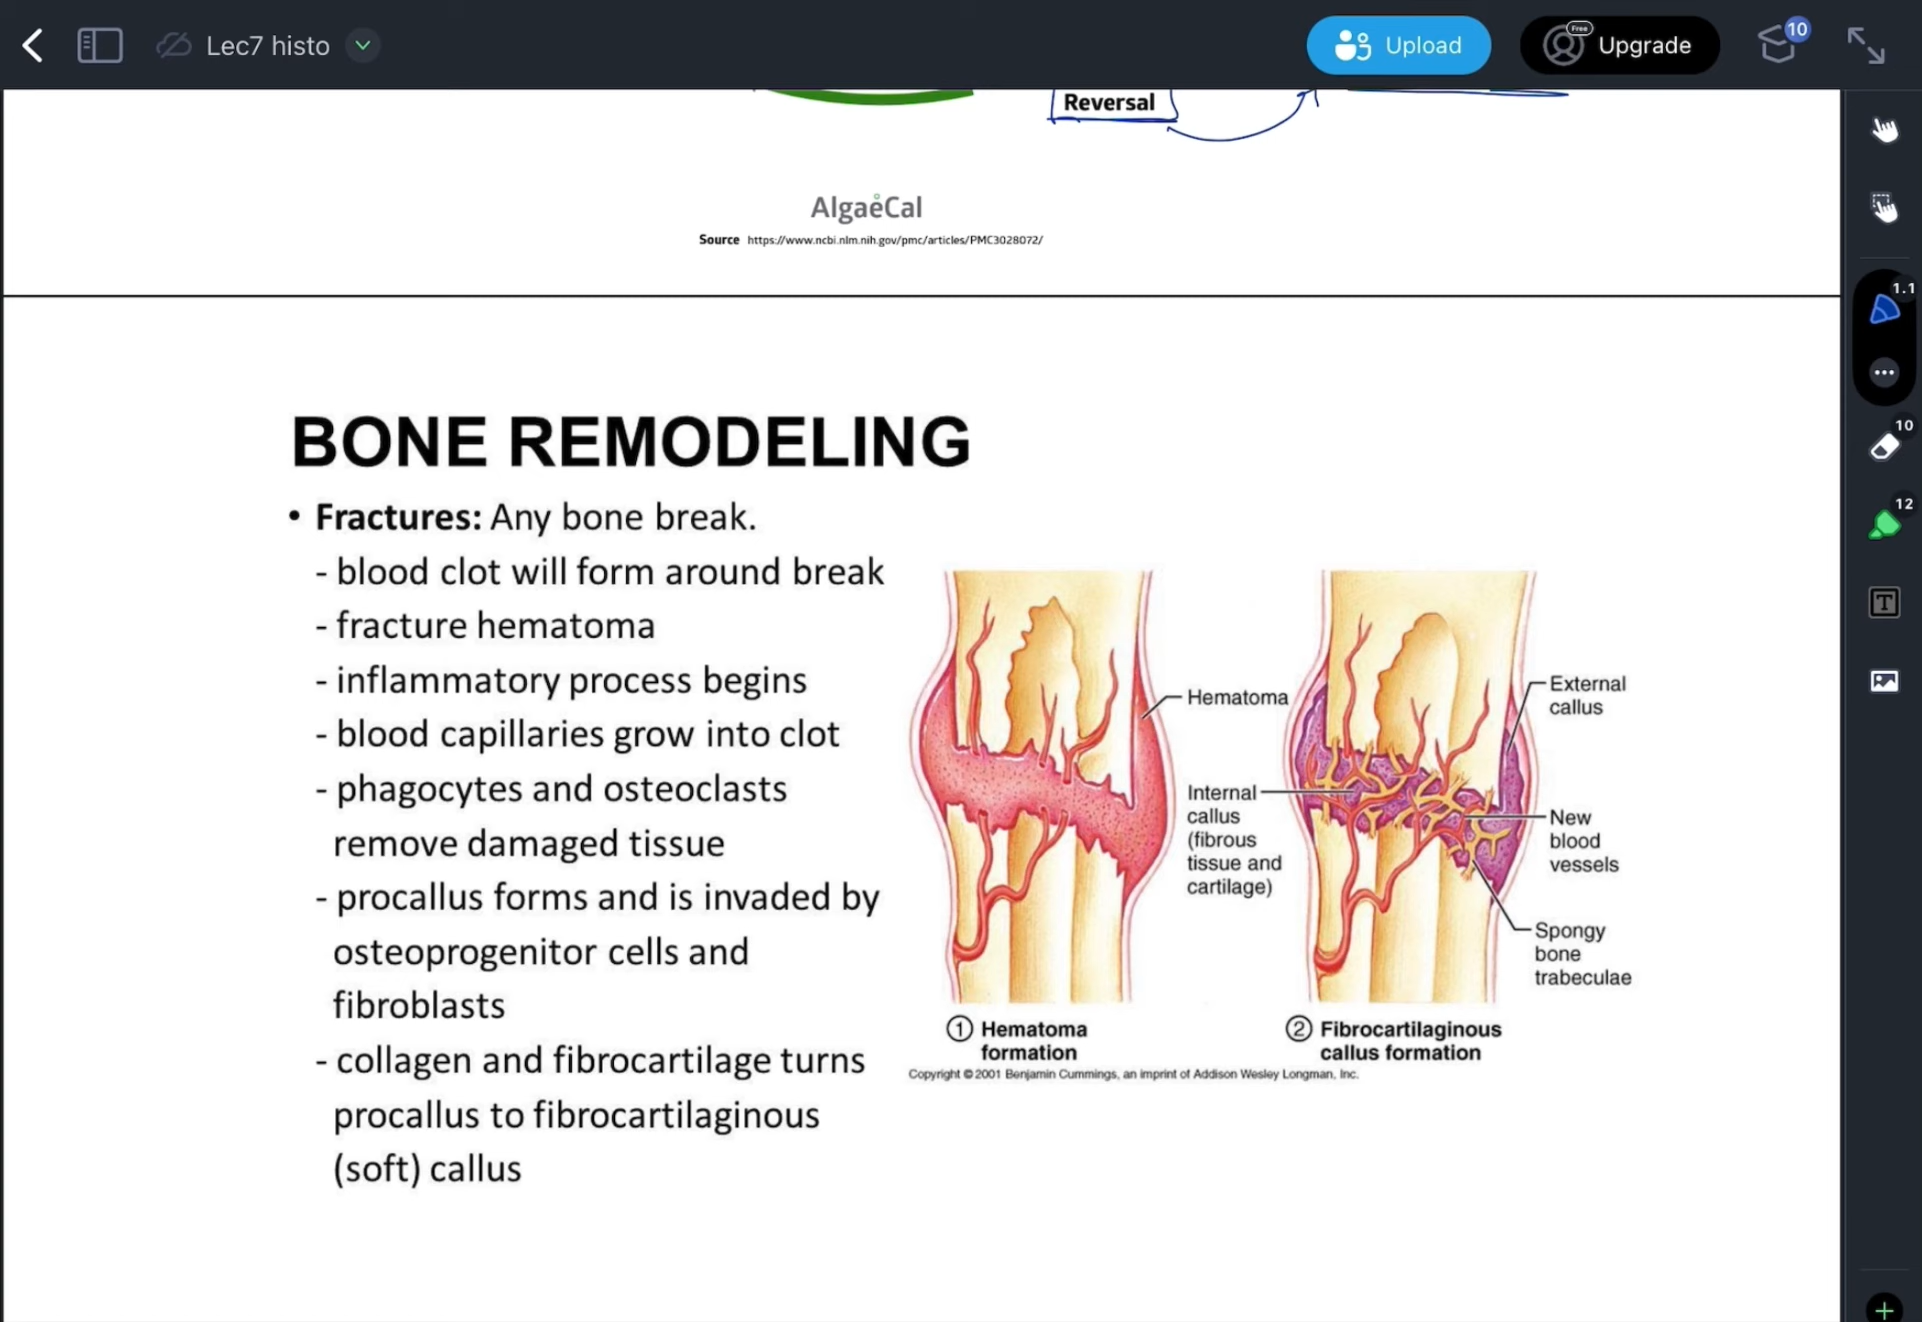 Lec7 histo
Upload
Free
Upgrade
10
Reversal
AlgaeCal
Source https://www.ncbi.nlm.nih.gov/pmc/articles/PMC3028072/
1.1
10
12
T
BONE REMODELING
• Fractures: Any bone break.
- blood clot will form around break
- fracture hematoma
- inflammatory process begins
- blood capillaries grow into clot
- phagocytes and osteoclasts
remove damaged tissue
- procallus forms and is invaded by
osteoprogenitor cells and
fibroblasts
- collagen and fibrocartilage turns
procallus to fibrocartilaginous
(soft) callus
Hematoma
Internal
callus
(fibrous
tissue and
cartilage)
External
callus
New
blood
vessels
Spongy
bone
trabeculae
1 Hematoma
formation
2 Fibrocartilaginous
callus formation
Copyright © 2001 Benjamin Cummings, an imprint of Addison Wesley Longman, Inc.